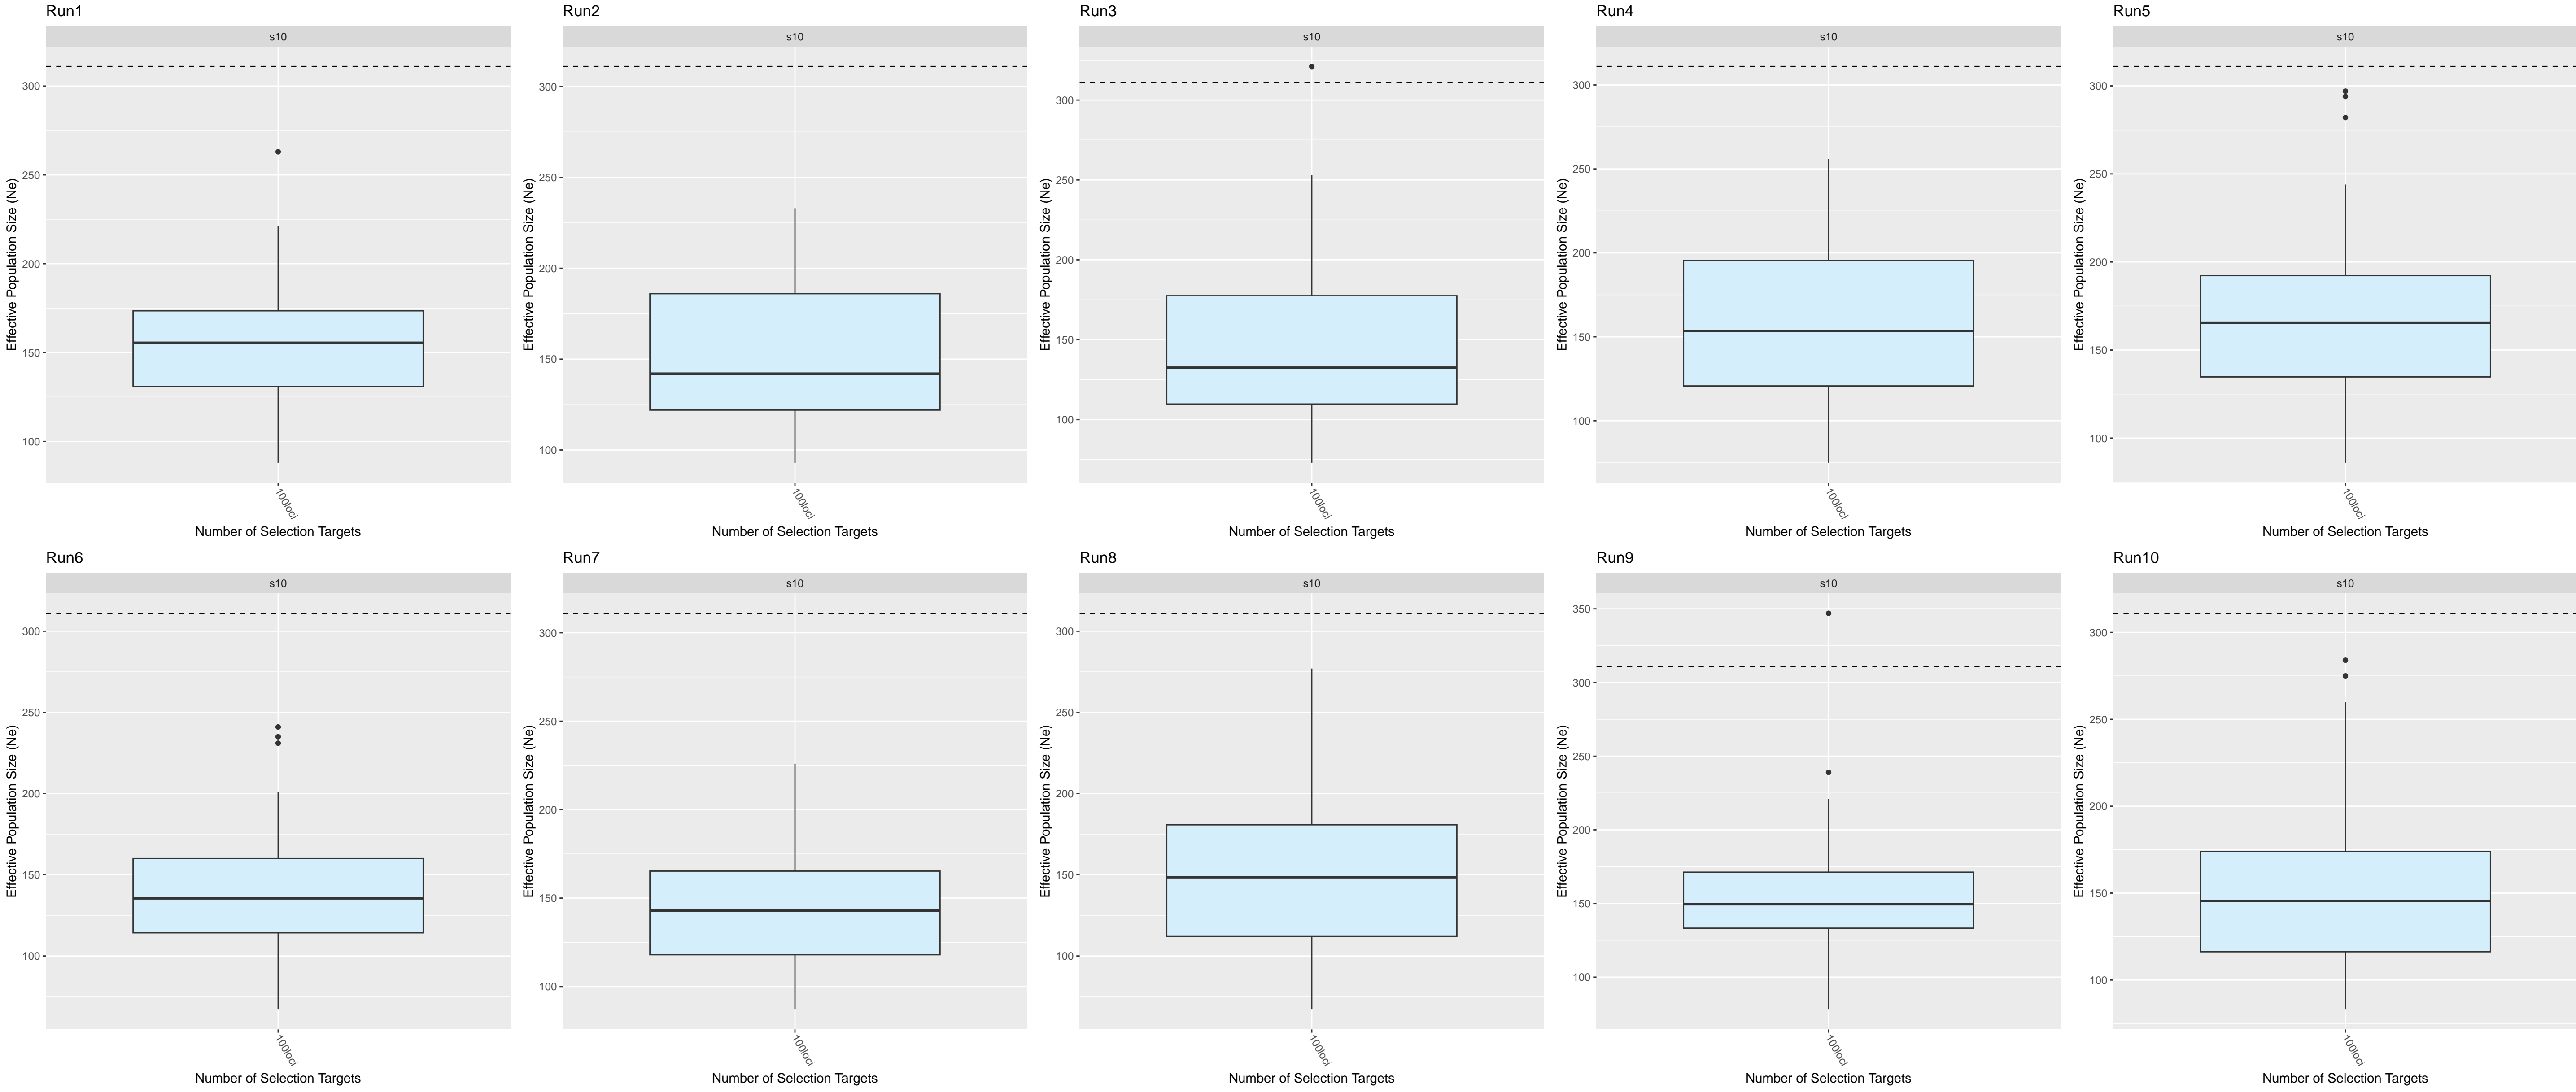 Run1
s10
300
250
200
150
100
Effective Population Size (Ne)
100loci
Number of Selection Targets
Run2
s10
300
250
200
150
100
Effective Population Size (Ne)
100loci
Number of Selection Targets
Run3
s10
300
250
200
150
100
Effective Population Size (Ne)
100loci
Number of Selection Targets
Run4
s10
300
250
200
150
100
Effective Population Size (Ne)
100loci
Number of Selection Targets
Run5
s10
300
250
200
150
100
Effective Population Size (Ne)
100loci
Number of Selection Targets
Run6
s10
300
250
200
150
100
Effective Population Size (Ne)
100loci
Number of Selection Targets
Run7
s10
300
250
200
150
100
Effective Population Size (Ne)
100loci
Number of Selection Targets
Run8
s10
300
250
200
150
100
Effective Population Size (Ne)
100loci
Number of Selection Targets
Run9
s10
350
300
250
200
150
100
Effective Population Size (Ne)
100loci
Number of Selection Targets
Run10
s10
300
250
200
150
100
Effective Population Size (Ne)
100loci
Number of Selection Targets